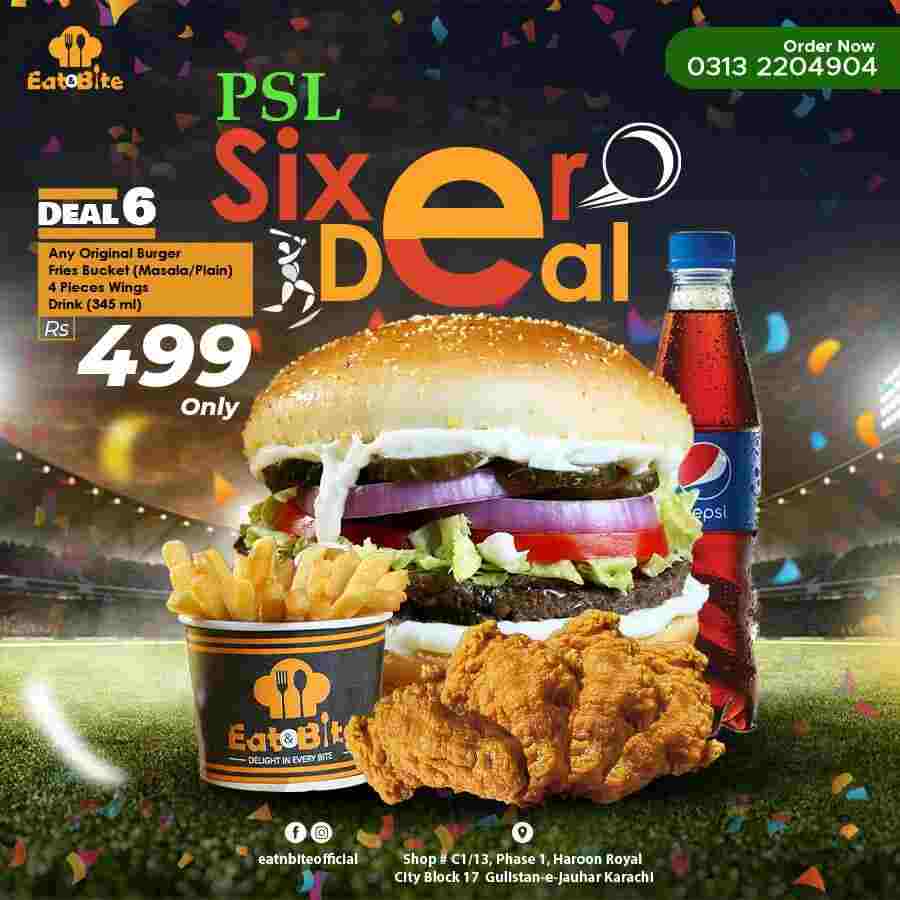 Eat&Bite
Order Now
0313 2204904
PSL
Sixer
Deal
DEAL 6
Any Original Burger
Fries Bucket (Masala/Plain)
4 Pieces Wings
Drink (345 ml)
Rs
499
Only
epsi
Eat&Bite
DELIGHT IN EVERY BITE
eatnbiteofficial
Shop # C1/13, Phase 1, Haroon Royal
City Block 17 Gulistan-e-Jauhar Karachi